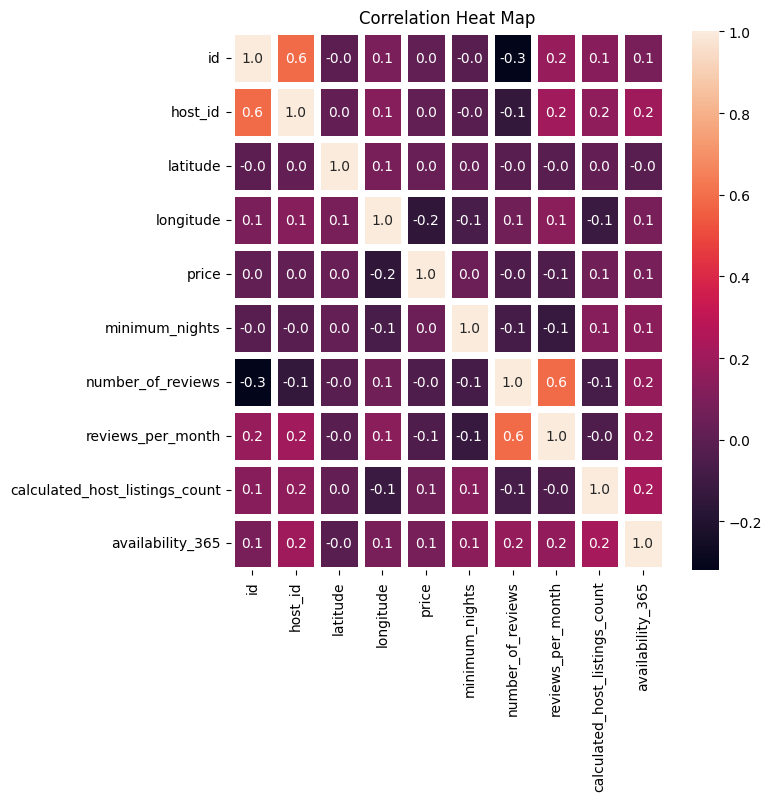 Correlation Heat Map
id 1.0 0.6 -0.0 0.1 0.0 -0.0 -0.3 0.2 0.1 0.1
host_id 0.6 1.0 0.0 0.1 0.0 -0.0 -0.1 0.2 0.2 0.2
latitude -0.0 0.0 1.0 0.1 0.0 0.0 -0.0 -0.0 0.0 -0.0
longitude 0.1 0.1 0.1 1.0 -0.2 -0.1 0.1 0.1 -0.1 0.1
price 0.0 0.0 0.0 -0.2 1.0 0.0 -0.0 -0.1 0.1 0.1
minimum_nights -0.0 -0.0 0.0 -0.1 0.0 1.0 -0.1 -0.1 0.1 0.1
number_of_reviews -0.3 -0.1 -0.0 0.1 -0.0 -0.1 1.0 0.6 -0.1 0.2
reviews_per_month 0.2 0.2 -0.0 0.1 -0.1 -0.1 0.6 1.0 -0.0 0.2
calculated_host_listings_count 0.1 0.2 0.0 -0.1 0.1 0.1 -0.1 -0.0 1.0 0.2
availability_365 0.1 0.2 -0.0 0.1 0.1 0.1 0.2 0.2 0.2 1.0
id
host_id
latitude
longitude
price
minimum_nights
number_of_reviews
reviews_per_month
calculated_host_listings_count
availability_365
1.0
0.8
0.6
0.4
0.2
0.0
−0.2